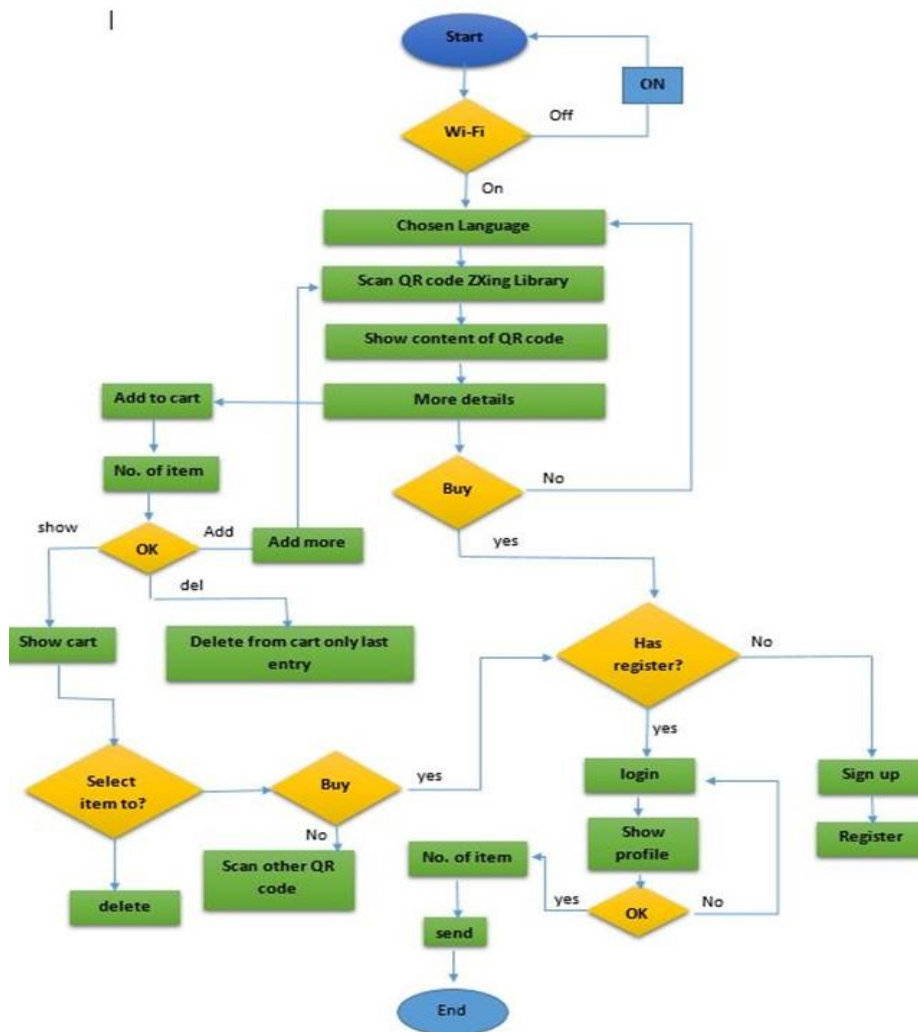 Start
ON
Off
Wi-Fi
On
Chosen Language
Scan QR code ZXing Library
Show content of QR code
Add to cart
More details
No. of item
Buy
No
show
Add
OK
Add more
yes
del
Show cart
Delete from cart only last
entry
Has
register?
No
yes
Select
item to?
Buy
yes
login
Sign up
No
Show
profile
Register
No. of item
Scan other QR
code
delete
yes
OK
No
send
End